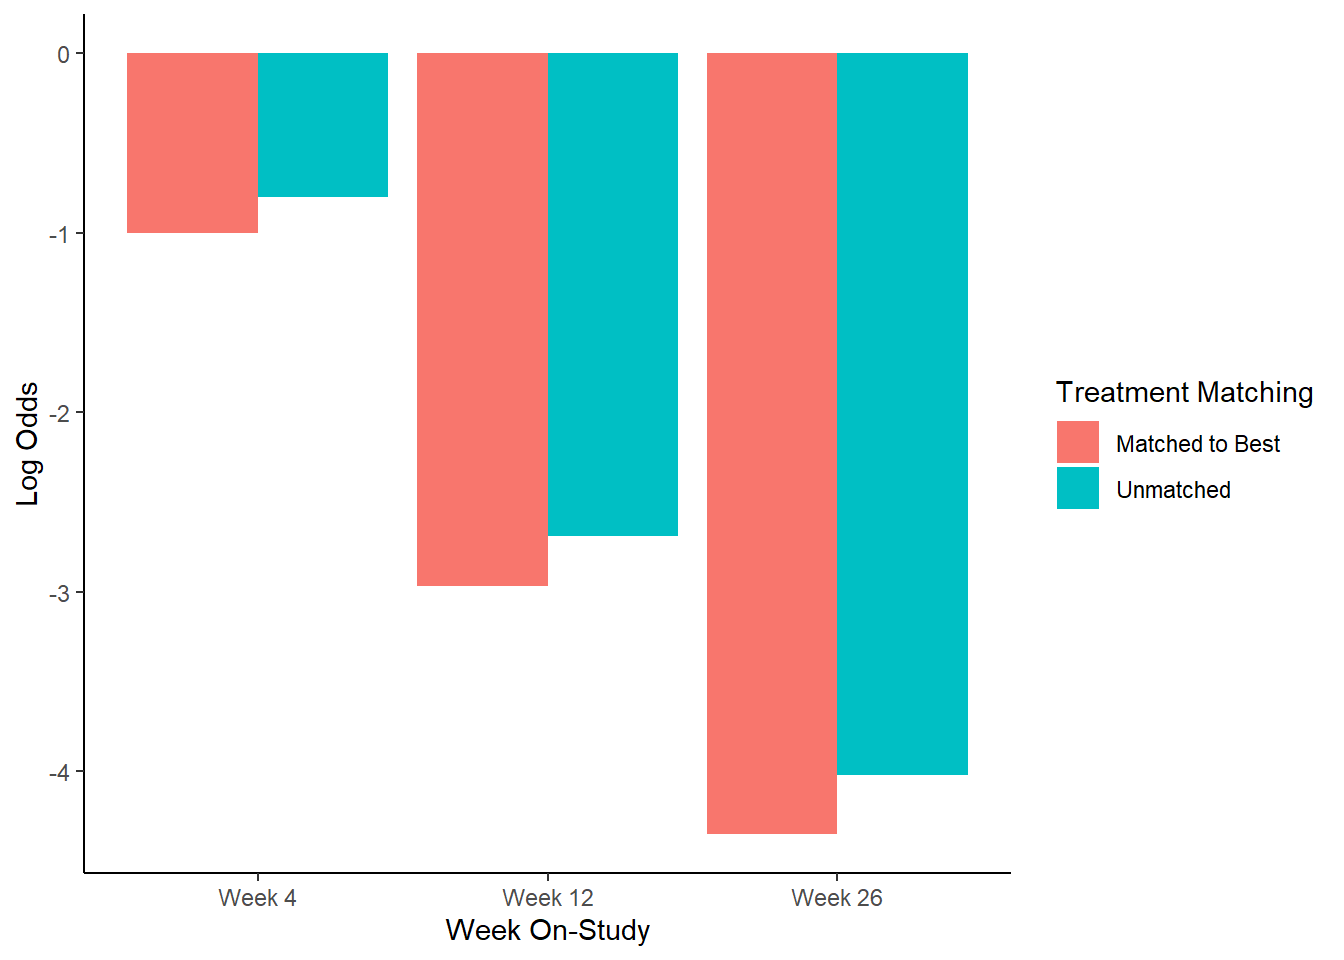 0
-1
-2
-3
-4
Log Odds
Week 4
Week 12
Week 26
Week On-Study
Treatment Matching
Matched to Best
Unmatched